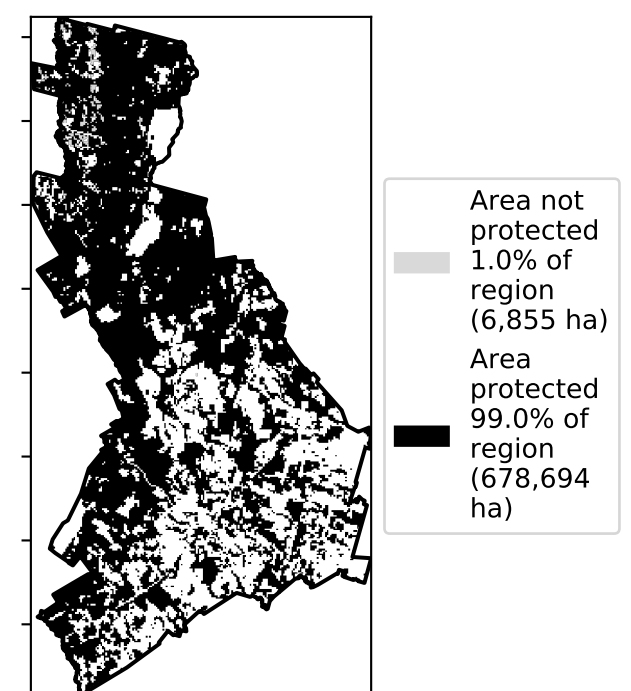 Area not
protected
1.0% of
region
(6,855 ha)
Area
protected
99.0% of
region
(678,694
ha)